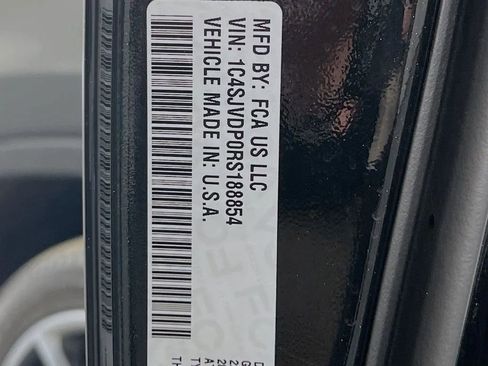 MFD BY: FCA US LLC
VIN: 1C4SJVDP0RS188854
VEHICLE MADE IN: U.S.A.